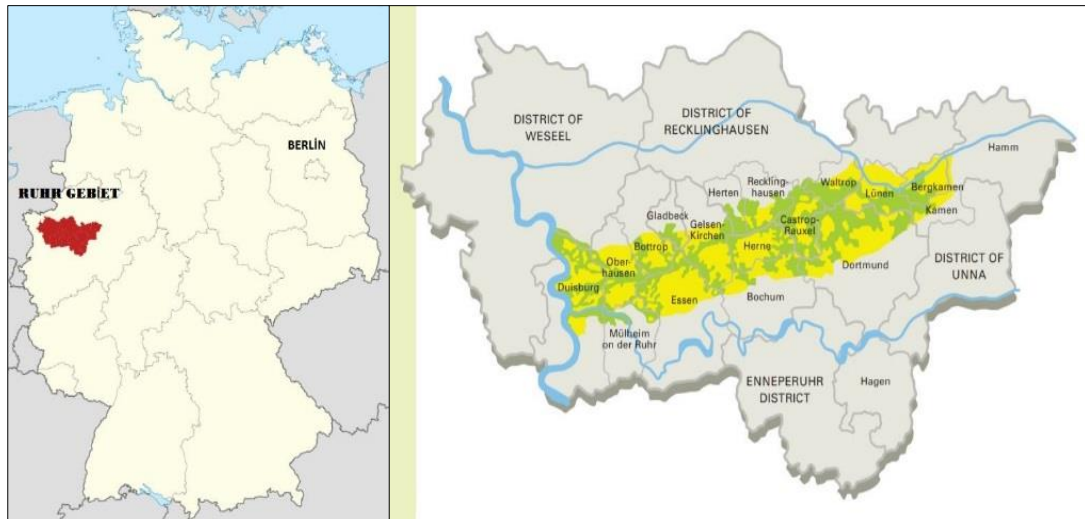 BERLİN
RUHR GEBİET
DISTRICT OF
WESEEL
DISTRICT OF
RECKLINGHAUSEN
Hamm
Reckling-
hausen
Herten
Waltrop
Lünen
Bergkamen
Kamen
Gladbeck
Gelsen-
Kirchen
Castrop-
Rauxel
Bottrop
Herne
Ober-
hausen
Dortmund
DISTRICT OF
UNNA
Duisburg
Essen
Bochum
Mülheim
on der Ruhr
ENNEPERUHR
DISTRICT
Hagen